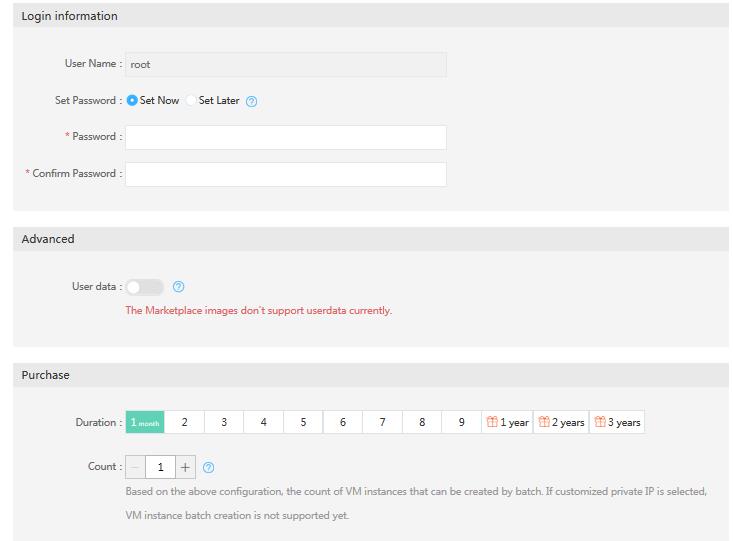 Login information
User Name : root
Set Password : Set Now Set Later ?
* Password :
* Confirm Password :
Advanced
User data : ?
The Marketplace images don't support userdata currently.
Purchase
Duration : 1 month 2 3 4 5 6 7 8 9 1 year 2 years 3 years
Count : − 1 + ?
Based on the above configuration, the count of VM instances that can be created by batch. If customized private IP is selected,
VM instance batch creation is not supported yet.